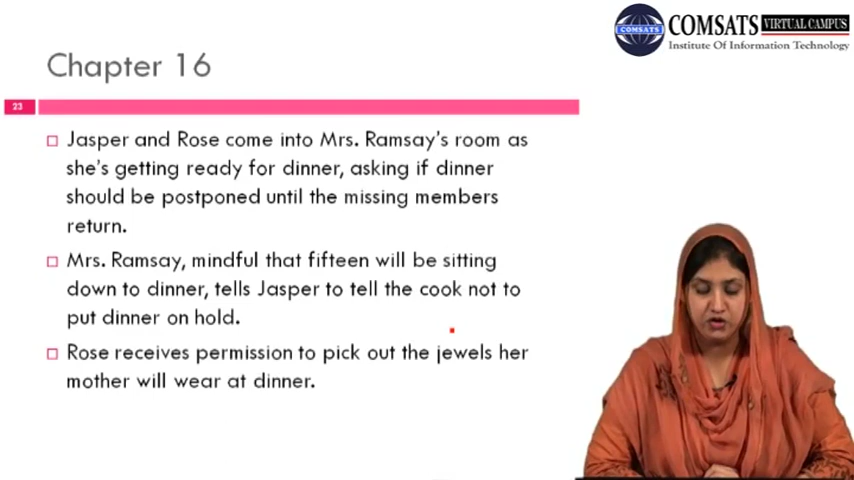 COMSATS VIRTUAL CAMPUS
COMSATS
Institute Of Information Technology
Chapter 16
23
Jasper and Rose come into Mrs. Ramsay's room as
she's getting ready for dinner, asking if dinner
should be postponed until the missing members
return.
Mrs. Ramsay, mindful that fifteen will be sitting
down to dinner, tells Jasper to tell the cook not to
put dinner on hold.
Rose receives permission to pick out the jewels her
mother will wear at dinner.